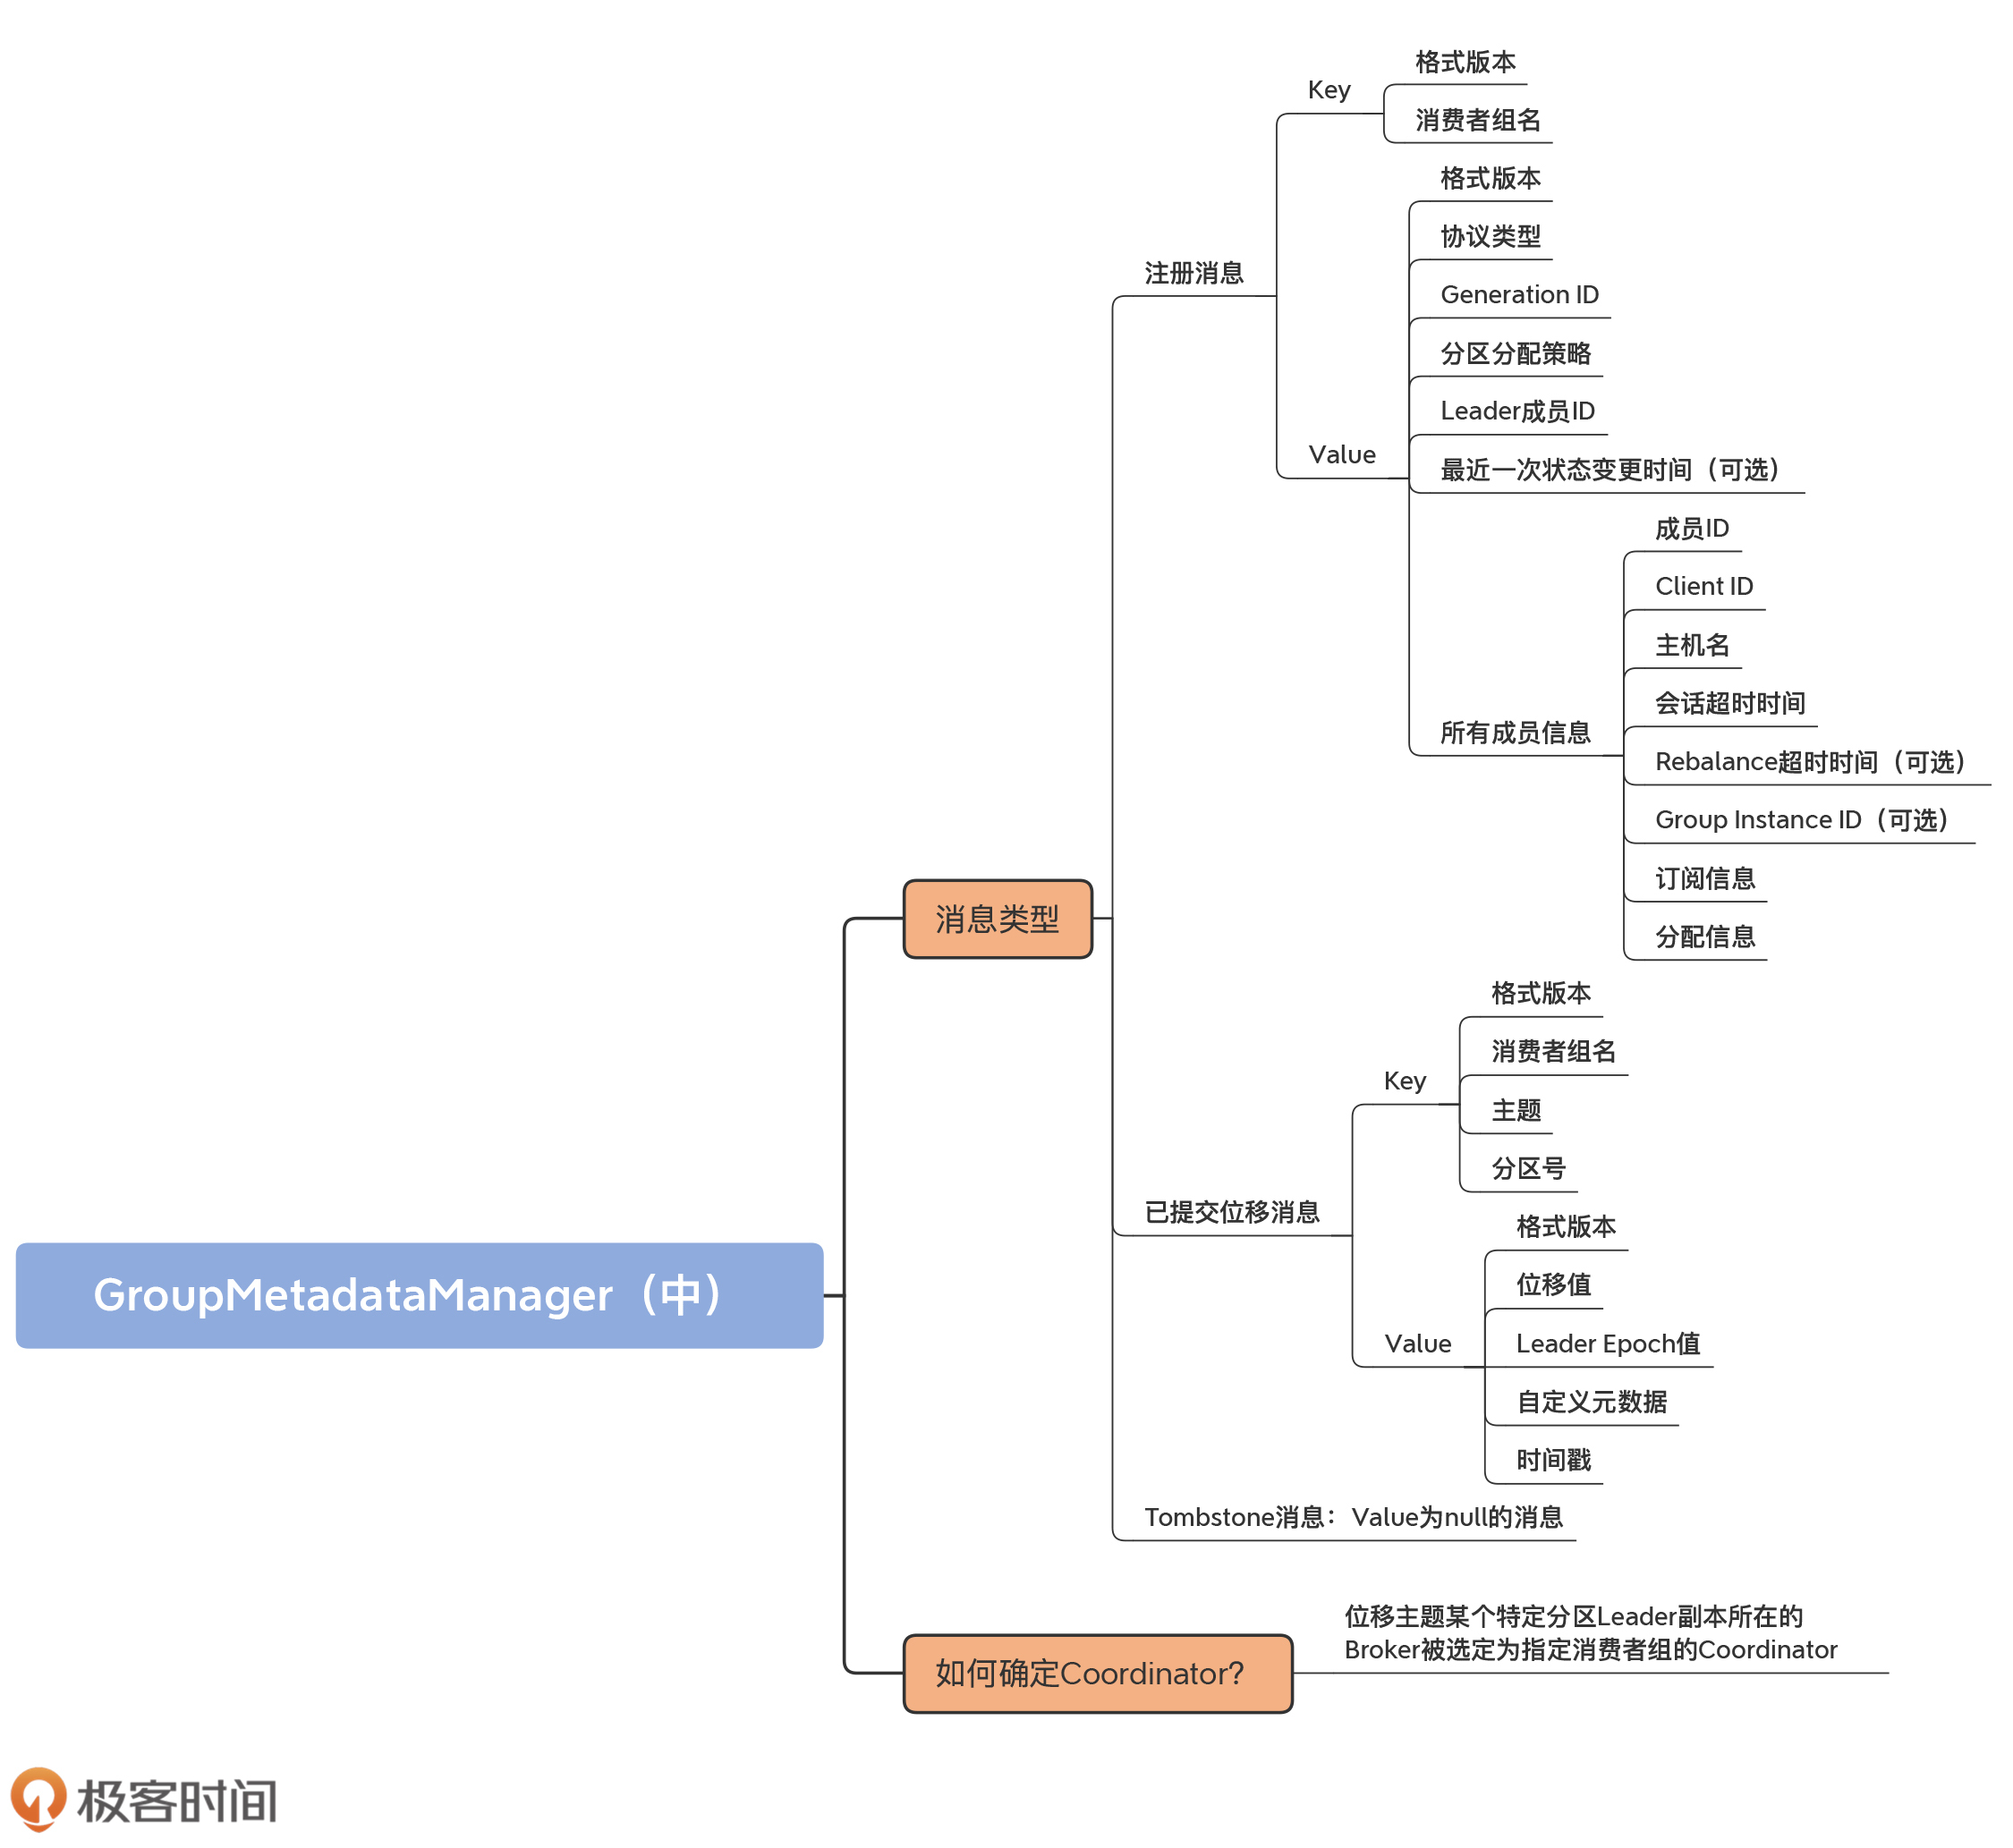 格式版本
Key
消费者组名
格式版本
协议类型
注册消息
Generation ID
分区分配策略
Leader成员ID
Value
最近一次状态变更时间（可选）
成员ID
Client ID
主机名
会话超时时间
所有成员信息
Rebalance超时时间（可选）
Group Instance ID（可选）
订阅信息
消息类型
分配信息
格式版本
消费者组名
Key
主题
分区号
已提交位移消息
格式版本
位移值
GroupMetadataManager（中）
Value
Leader Epoch值
自定义元数据
时间戳
Tombstone消息：Value为null的消息
位移主题某个特定分区Leader副本所在的
Broker被选定为指定消费者组的Coordinator
如何确定Coordinator？
极客时间